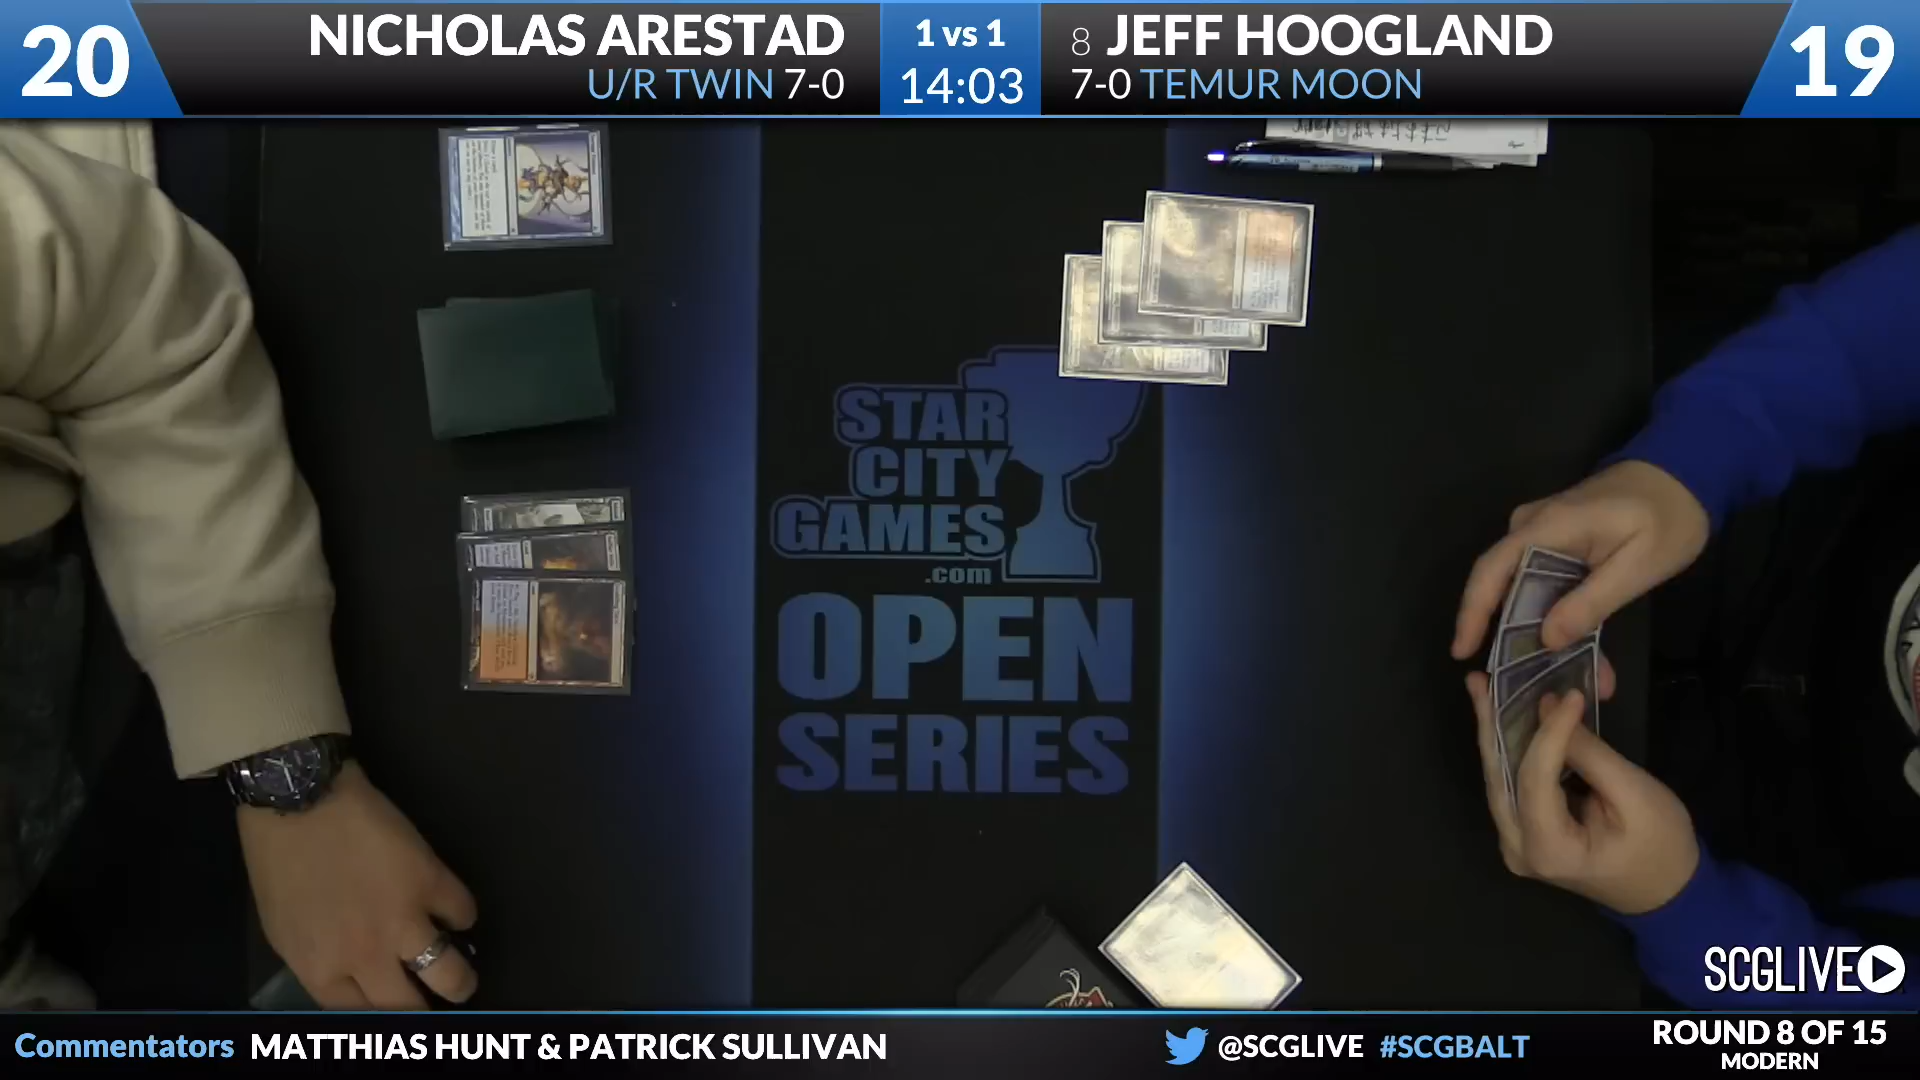 20
NICHOLAS ARESTAD
U/R TWIN 7-0
1 vs 1
14:03
8 JEFF HOOGLAND
7-0 TEMUR MOON
19
STAR
CITY
GAMES
.com
OPEN
SERIES
SCGLIVE
Commentators MATTHIAS HUNT & PATRICK SULLIVAN
@SCGLIVE #SCGBALT
ROUND 8 OF 15
MODERN